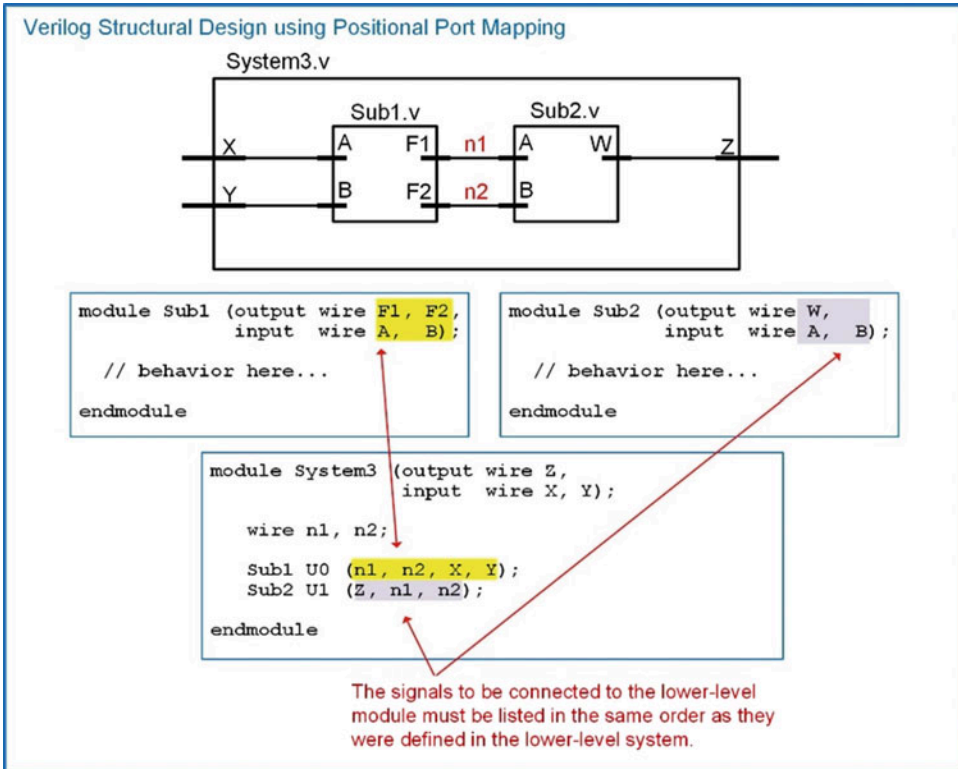 Verilog Structural Design using Positional Port Mapping
System3.v
Sub1.v
Sub2.v
X
A
F1
n1
A
W
Z
Y
B
F2
n2
B
module Sub1 (output wire F1, F2,
input wire A, B);
// behavior here...
endmodule
module Sub2 (output wire W,
input wire A, B);
// behavior here...
endmodule
module System3 (output wire Z,
input wire X, Y);
wire n1, n2;
Sub1 U0 (n1, n2, X, Y);
Sub2 U1 (Z, n1, n2);
endmodule
The signals to be connected to the lower-level
module must be listed in the same order as they
were defined in the lower-level system.